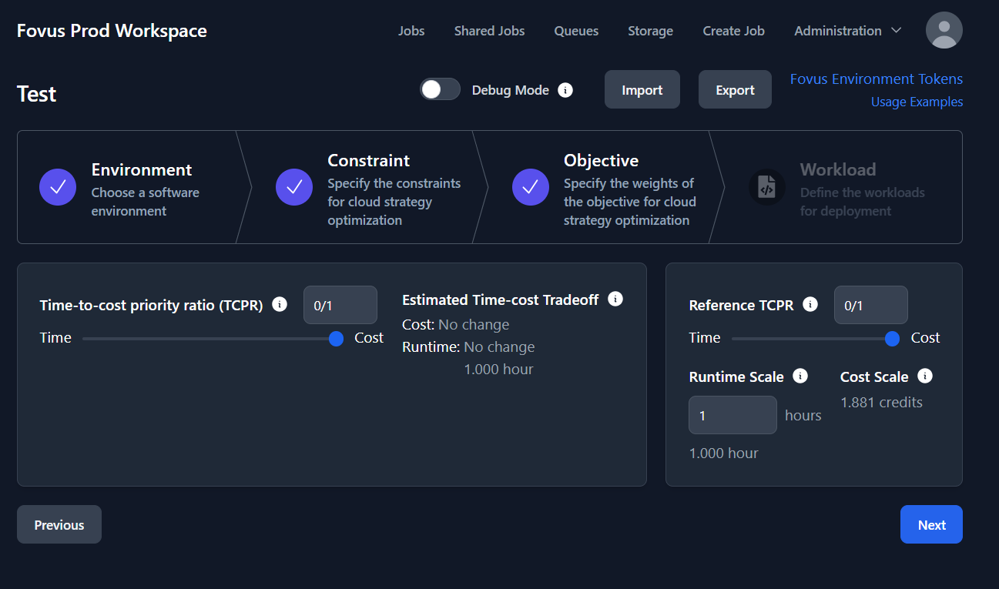 Fovus Prod Workspace
Jobs
Shared Jobs
Queues
Storage
Create Job
Administration
Test
Debug Mode
Import
Export
Fovus Environment Tokens
Usage Examples
Environment
Choose a software
environment
Constraint
Specify the constraints
for cloud strategy
optimization
Objective
Specify the weights of
the objective for cloud
strategy optimization
Workload
Define the workloads
for deployment
Time-to-cost priority ratio (TCPR)
0/1
Time
Cost
Estimated Time-cost Tradeoff
Cost: No change
Runtime: No change
1.000 hour
Reference TCPR
0/1
Time
Cost
Runtime Scale
1
hours
1.000 hour
Cost Scale
1.881 credits
Previous
Next